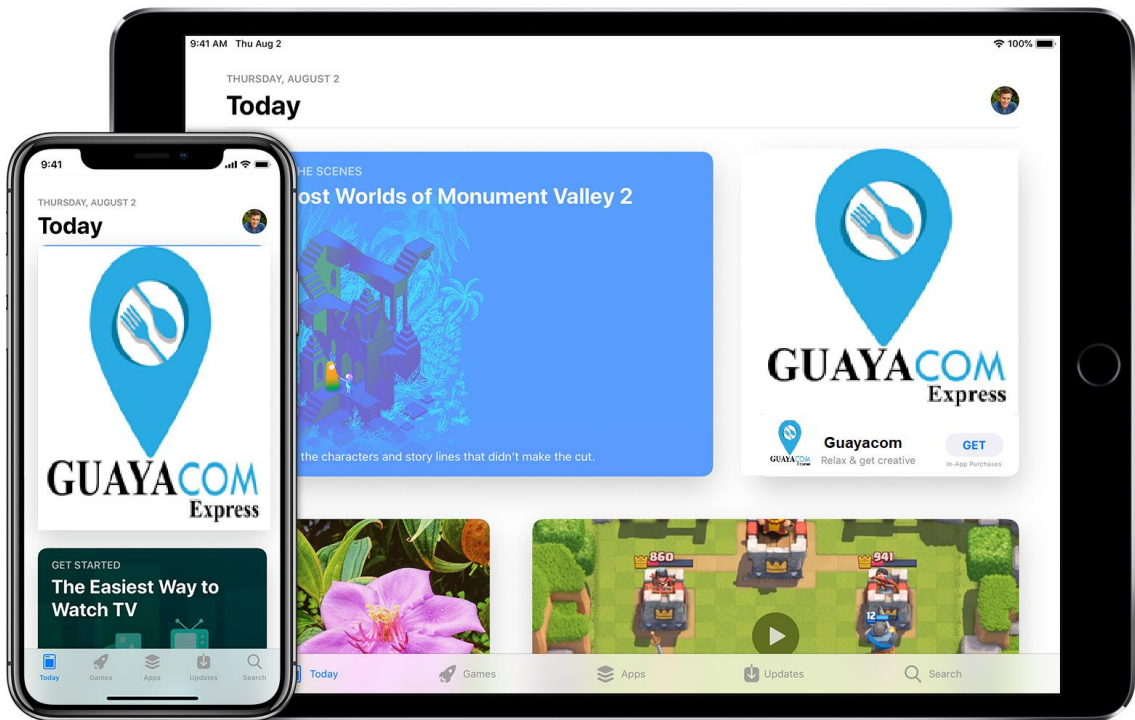 9:41 AM Thu Aug 2
100%
THURSDAY, AUGUST 2
Today
HE SCENES
ost Worlds of Monument Valley 2
the characters and story lines that didn't make the cut.
GUAYACOM
Express
GUAYACOM
Express
Guayacom
Relax & get creative
GET
In-App Purchases
860
941
12
Today
Games
Apps
Updates
Search
9:41
THURSDAY, AUGUST 2
Today
GUAYACOM
Express
GET STARTED
The Easiest Way to
Watch TV
Today
Games
Apps
Updates
Search